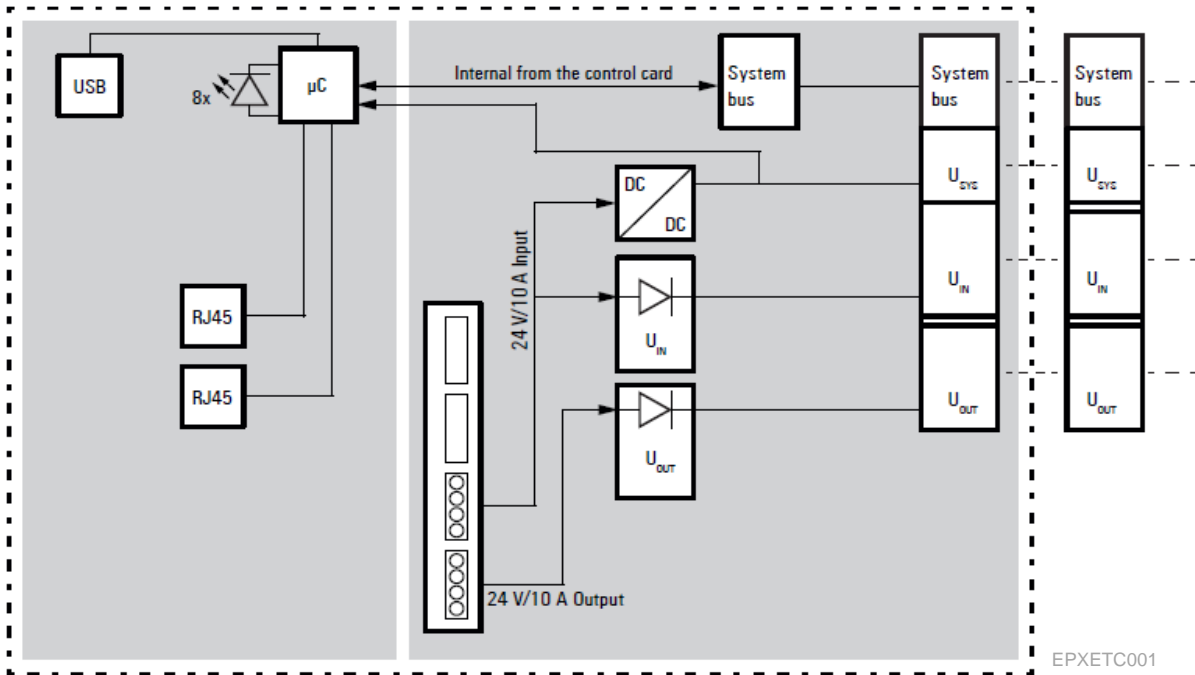 USB
8x
µC
Internal from the control card
System
bus
System
bus
System
bus
DC
DC
U SYS
U SYS
24 V/10 A Input
U IN
U IN
U IN
RJ45
RJ45
U OUT
U OUT
U OUT
24 V/10 A Output
EPXETC001